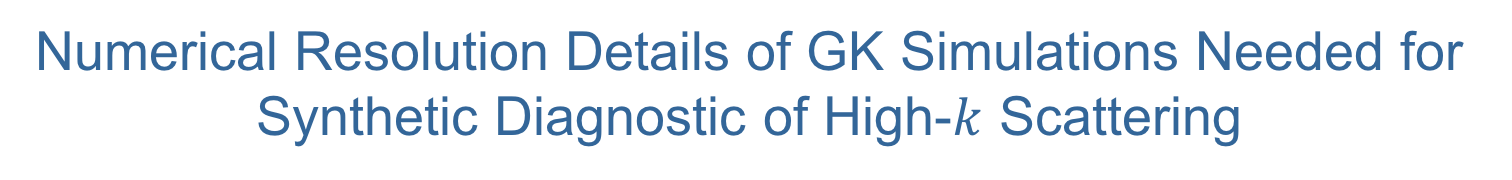 Numerical Resolution Details of GK Simulations Needed for
Synthetic Diagnostic of High-k Scattering